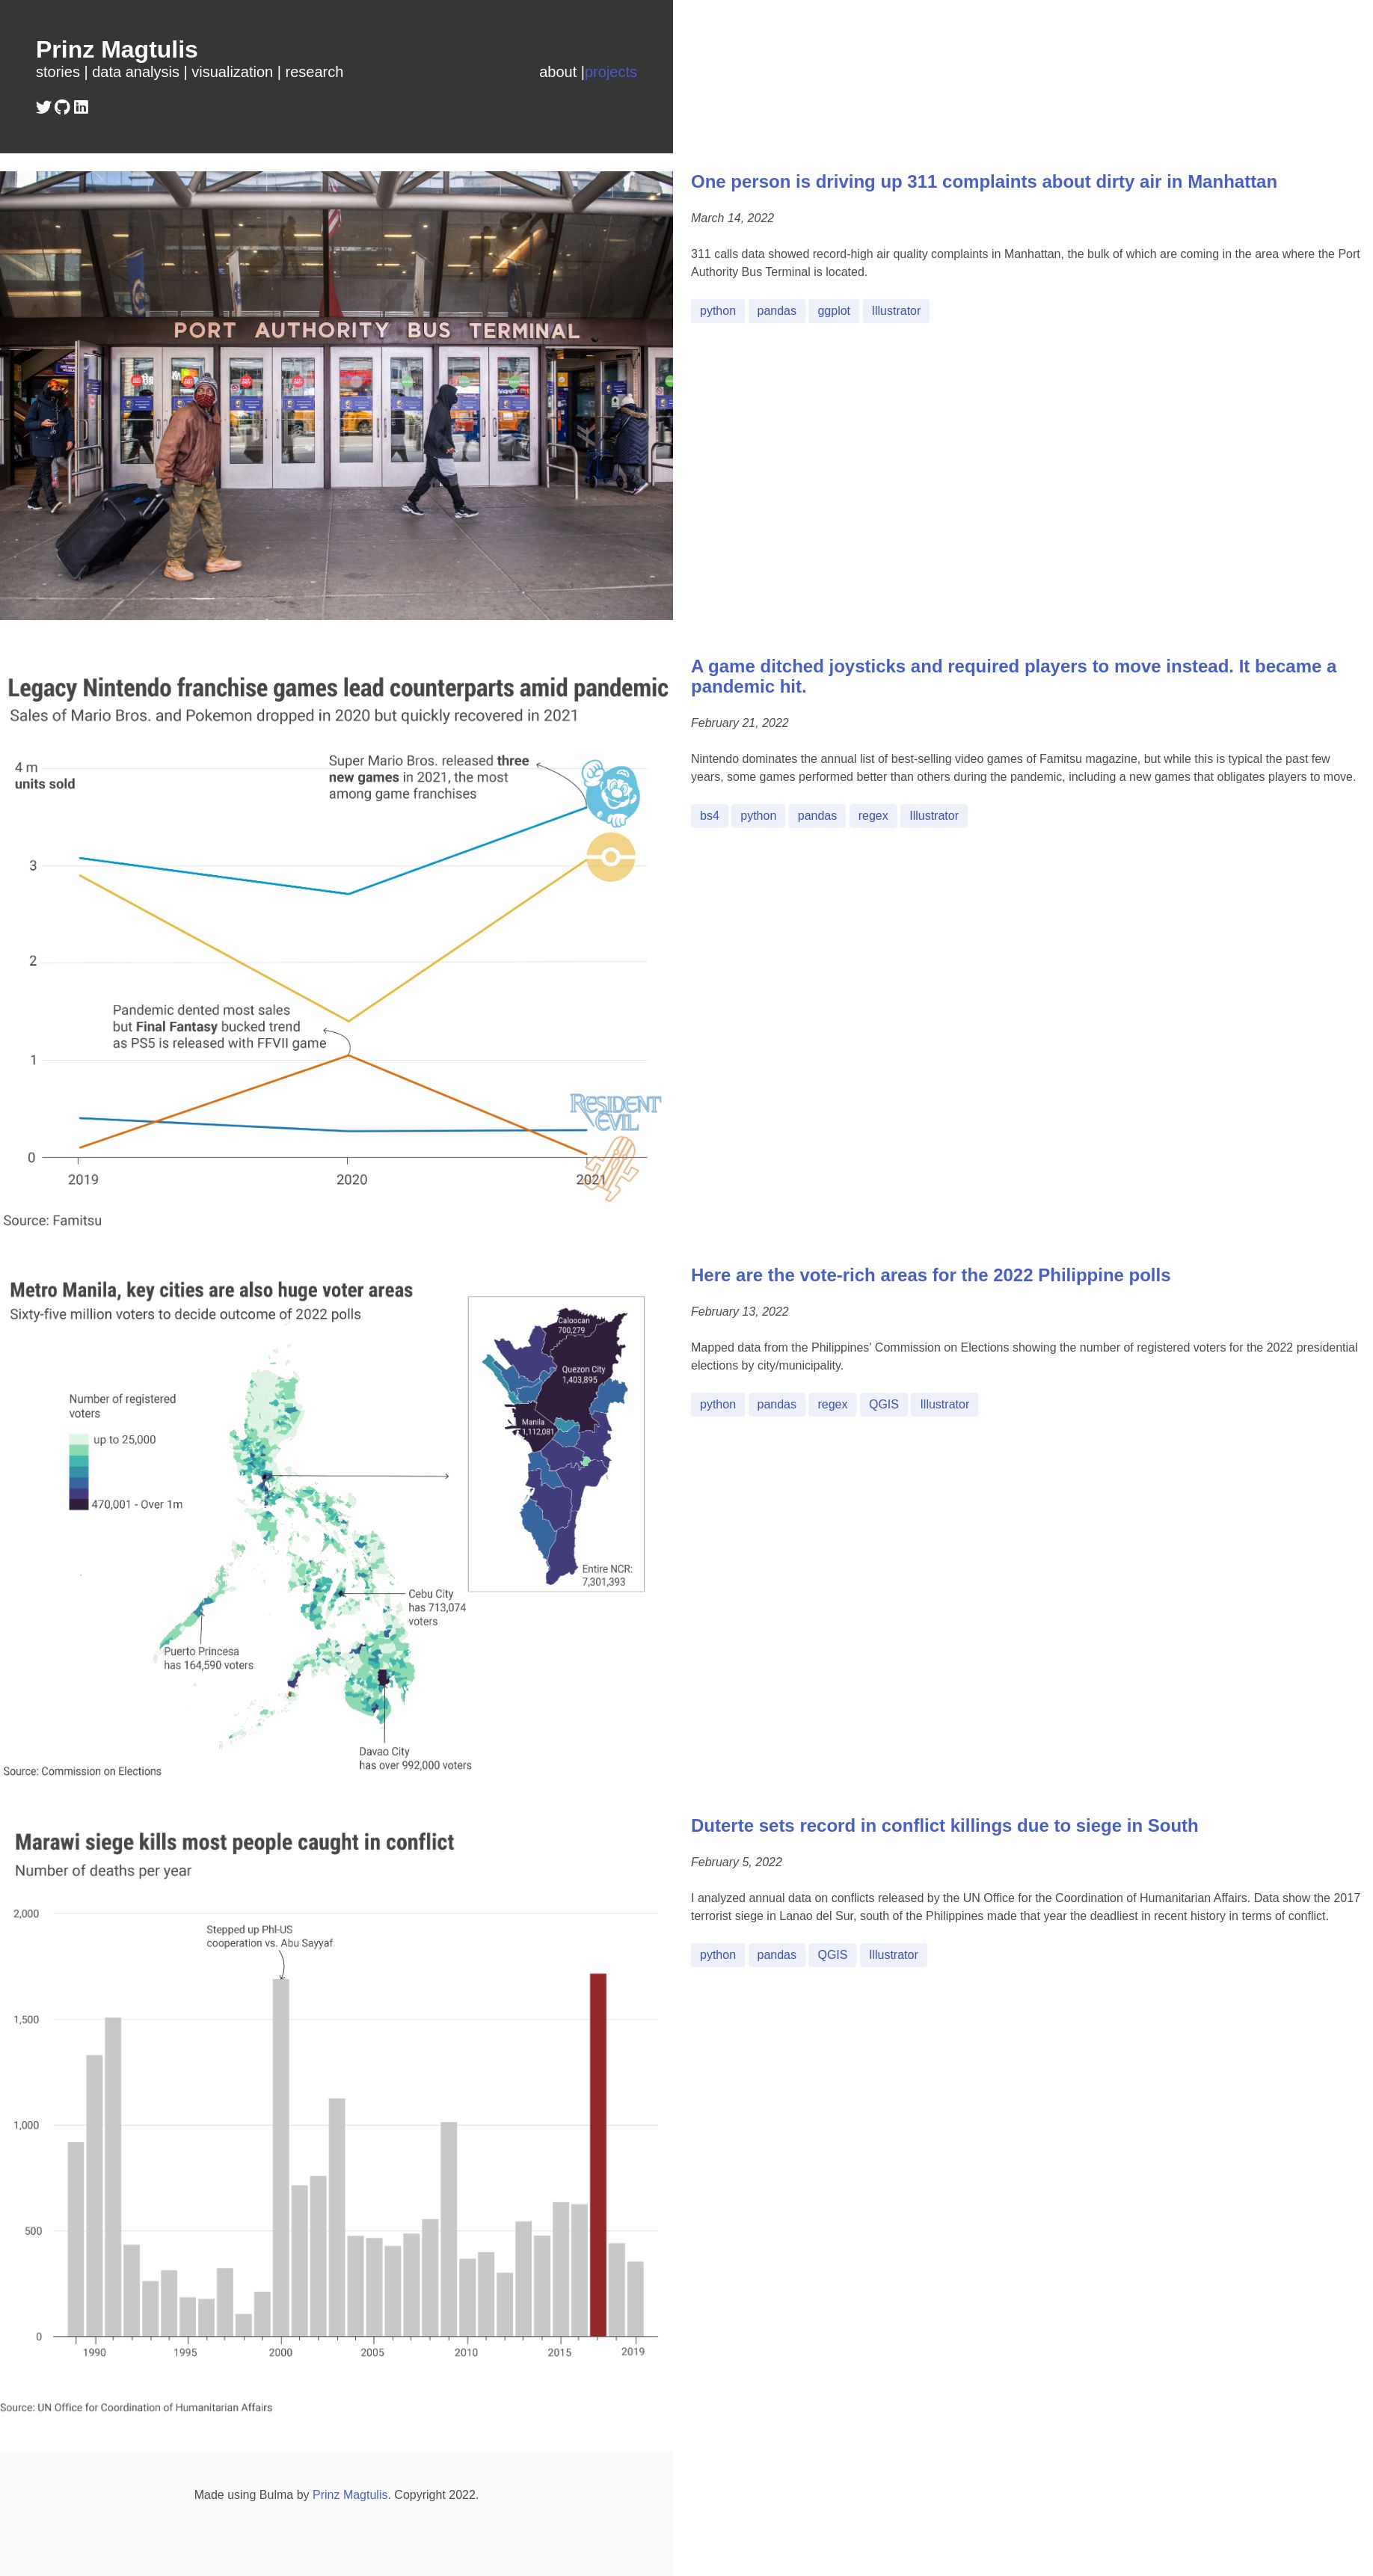 Prinz Magtulis
stories | data analysis | visualization | research
about |projects
PORT AUTHORITY BUS TERMINAL
One person is driving up 311 complaints about dirty air in Manhattan
March 14, 2022
311 calls data showed record-high air quality complaints in Manhattan, the bulk of which are coming in the area where the Port
Authority Bus Terminal is located.
python pandas ggplot Illustrator
Legacy Nintendo franchise games lead counterparts amid pandemic
Sales of Mario Bros. and Pokemon dropped in 2020 but quickly recovered in 2021
4 m
units sold
Super Mario Bros. released three
new games in 2021, the most
among game franchises
3
2
Pandemic dented most sales
but Final Fantasy bucked trend
as PS5 is released with FFVII game
1
RESIDENT
EVIL
0
2019
2020
2021
Source: Famitsu
A game ditched joysticks and required players to move instead. It became a
pandemic hit.
February 21, 2022
Nintendo dominates the annual list of best-selling video games of Famitsu magazine, but while this is typical the past few
years, some games performed better than others during the pandemic, including a new games that obligates players to move.
bs4 python pandas regex Illustrator
Metro Manila, key cities are also huge voter areas
Sixty-five million voters to decide outcome of 2022 polls
Number of registered
voters
up to 25,000
470,001 - Over 1m
Caloocan
700,279
Quezon City
1,403,895
Manila
1,112,081
Entire NCR:
7,301,393
Cebu City
has 713,074
voters
Puerto Princesa
has 164,590 voters
Davao City
has over 992,000 voters
Source: Commission on Elections
Here are the vote-rich areas for the 2022 Philippine polls
February 13, 2022
Mapped data from the Philippines' Commission on Elections showing the number of registered voters for the 2022 presidential
elections by city/municipality.
python pandas regex QGIS Illustrator
Marawi siege kills most people caught in conflict
Number of deaths per year
2,000
Stepped up Phl-US
cooperation vs. Abu Sayyaf
1,500
1,000
500
0
1990
1995
2000
2005
2010
2015
2019
Source: UN Office for Coordination of Humanitarian Affairs
Duterte sets record in conflict killings due to siege in South
February 5, 2022
I analyzed annual data on conflicts released by the UN Office for the Coordination of Humanitarian Affairs. Data show the 2017
terrorist siege in Lanao del Sur, south of the Philippines made that year the deadliest in recent history in terms of conflict.
python pandas QGIS Illustrator
Made using Bulma by Prinz Magtulis. Copyright 2022.